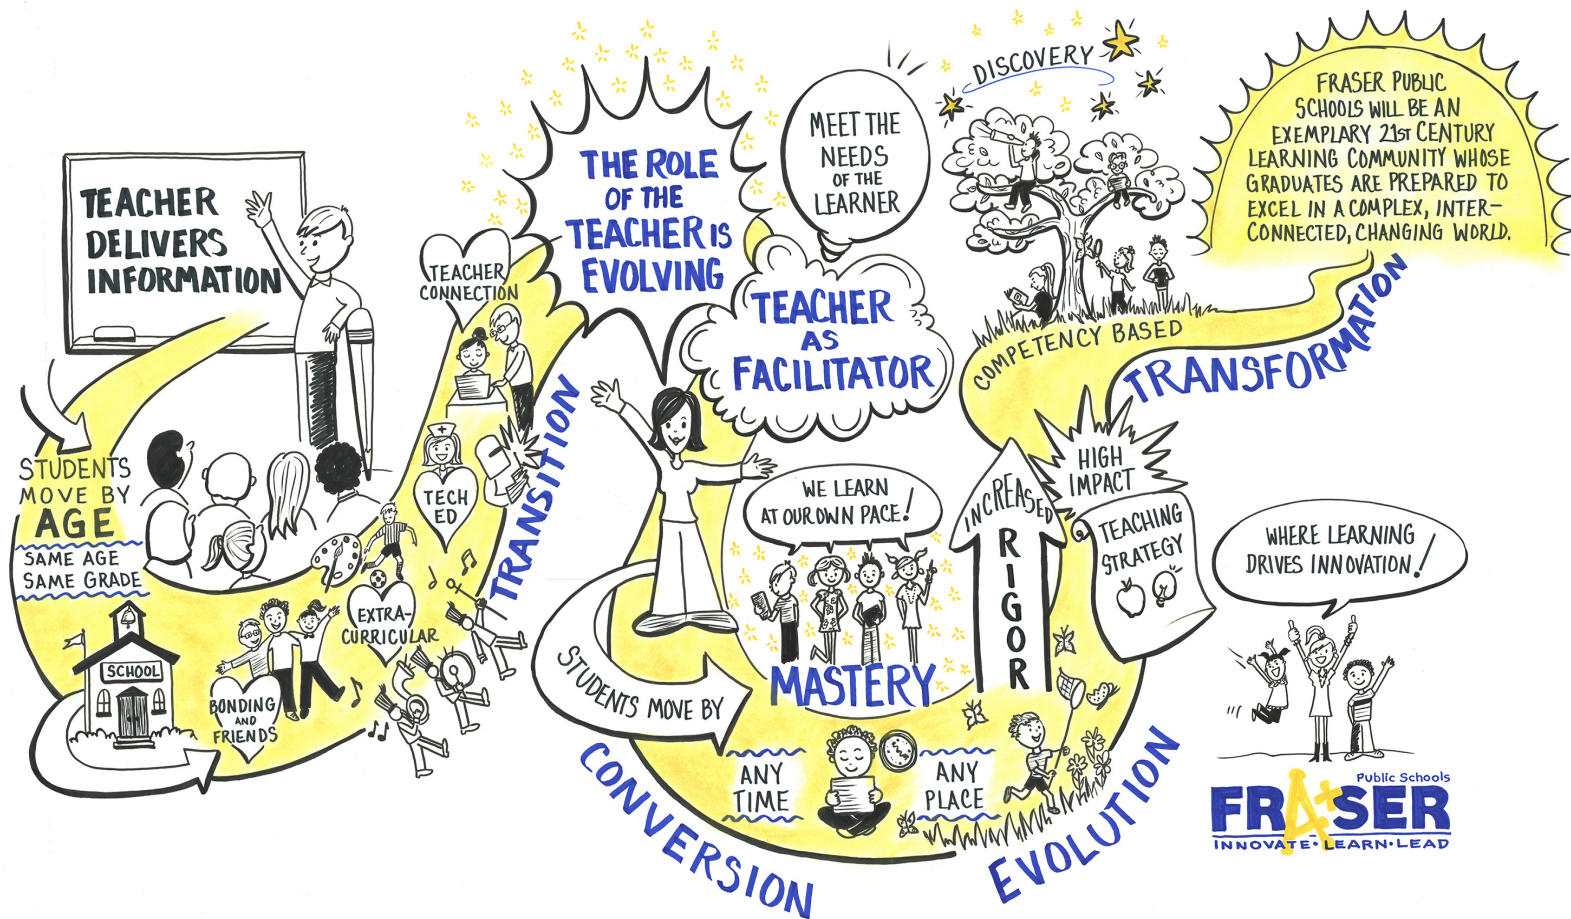 TEACHER
DELIVERS
INFORMATION
STUDENTS
MOVE BY
AGE
SAME AGE
SAME GRADE
SCHOOL
BONDING
AND
FRIENDS
EXTRA-
CURRICULAR
TECH
ED
TEACHER
CONNECTION
TRANSITION
THE ROLE
OF THE
TEACHER IS
EVOLVING
TEACHER
AS
FACILITATOR
MEET THE
NEEDS
OF THE
LEARNER
WE LEARN
AT OUR OWN PACE!
STUDENTS MOVE BY
MASTERY
ANY
TIME
ANY
PLACE
CONVERSION
EVOLUTION
INCREASED
RIGOR
HIGH
IMPACT
TEACHING
STRATEGY
COMPETENCY BASED
DISCOVERY
TRANSFORMATION
FRASER PUBLIC
SCHOOLS WILL BE AN
EXEMPLARY 21ST CENTURY
LEARNING COMMUNITY WHOSE
GRADUATES ARE PREPARED TO
EXCEL IN A COMPLEX, INTER-
CONNECTED, CHANGING WORLD.
WHERE LEARNING
DRIVES INNOVATION!
Public Schools
FRA+SER
INNOVATE·LEARN·LEAD